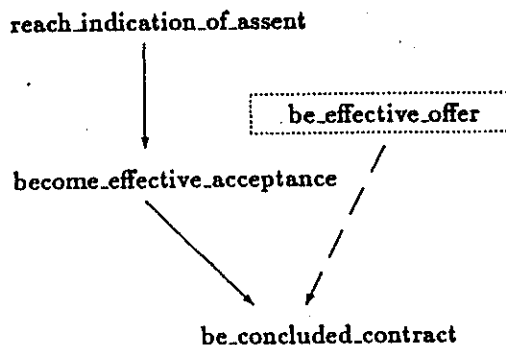 reach_indication_of_assent
be_effective_offer
become_effective_acceptance
be_concluded_contract